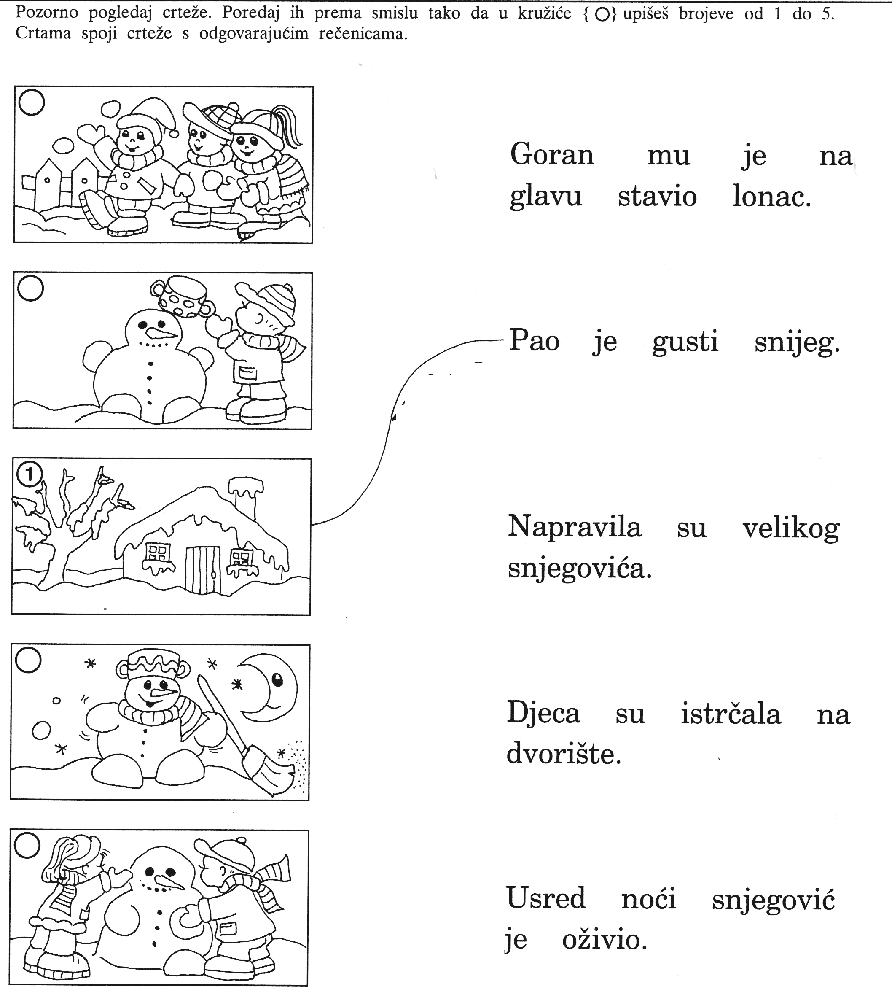 Pozorno pogledaj crteže. Poredaj ih prema smislu tako da u kružiće { ○} upišeš brojeve od 1 do 5.
Crtama spoji crteže s odgovarajućim rečenicama.
Goran mu je na
glavu stavio lonac.
Pao je gusti snijeg.
1
Napravila su velikog
snjegovića.
Djeca su istrčala na
dvorište.
Usred noći snjegović
je oživio.